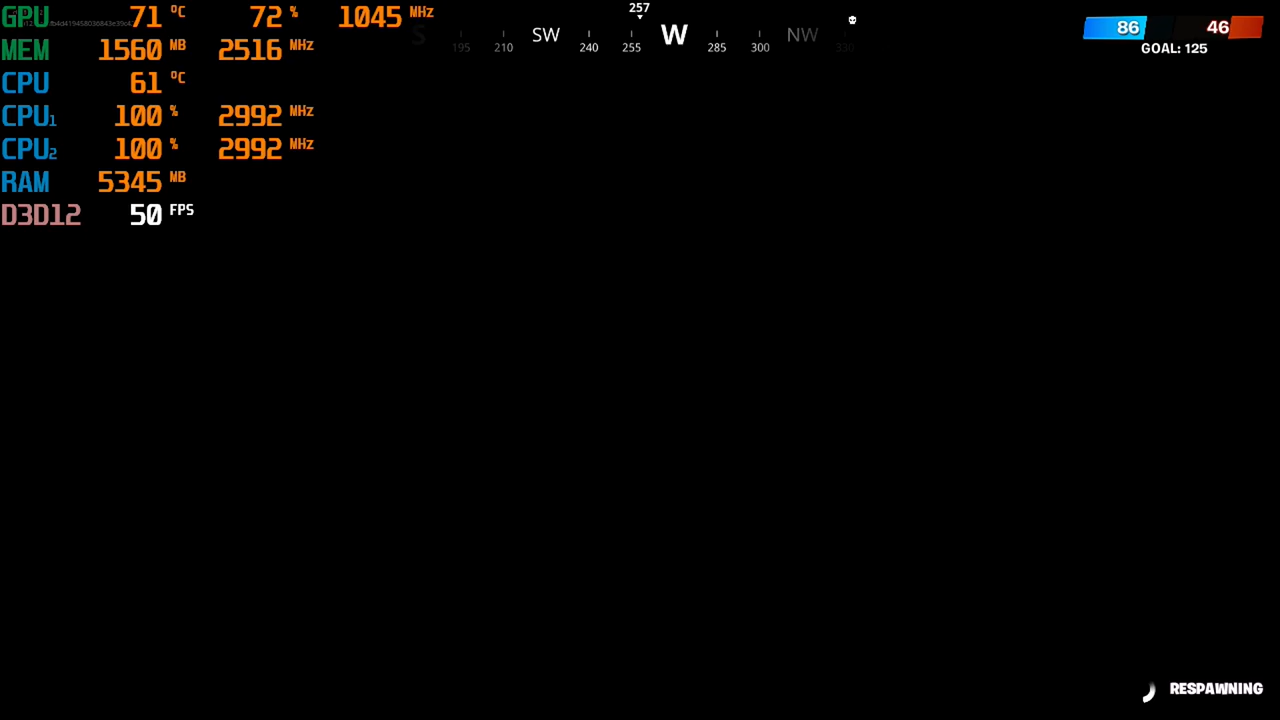 GPU 71 °C 72 % 1045 MHz
MEM 1560 MB 2516 MHz
CPU 61 °C
CPU1 100 % 2992 MHz
CPU2 100 % 2992 MHz
RAM 5345 MB
D3D12 50 FPS
257
S 195 210 SW 240 255 W 285 300 NW 330
86 46
GOAL: 125
RESPAWNING